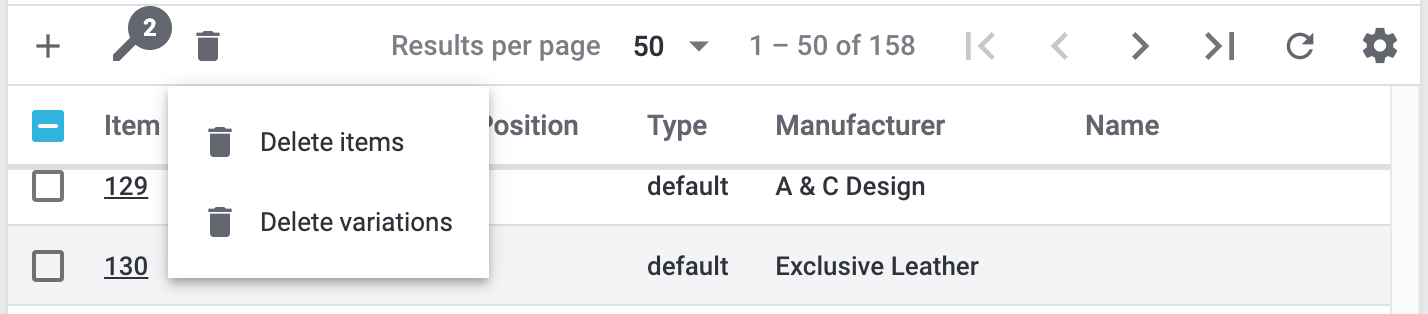 2
Results per page 50 1 – 50 of 158
Item Position Type Manufacturer Name
Delete items
129 default A & C Design
Delete variations
130 default Exclusive Leather